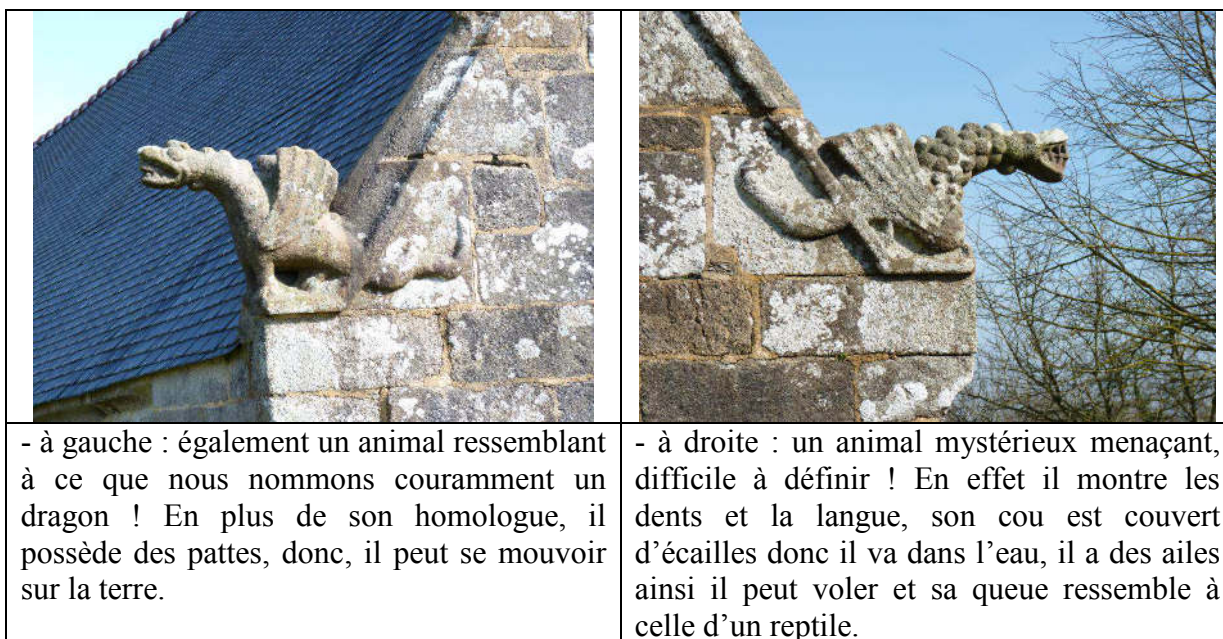 - à gauche : également un animal ressemblant
à ce que nous nommons couramment un
dragon ! En plus de son homologue, il
possède des pattes, donc, il peut se mouvoir
sur la terre.
- à droite : un animal mystérieux menaçant,
difficile à définir ! En effet il montre les
dents et la langue, son cou est couvert
d’écailles donc il va dans l’eau, il a des ailes
ainsi il peut voler et sa queue ressemble à
celle d’un reptile.